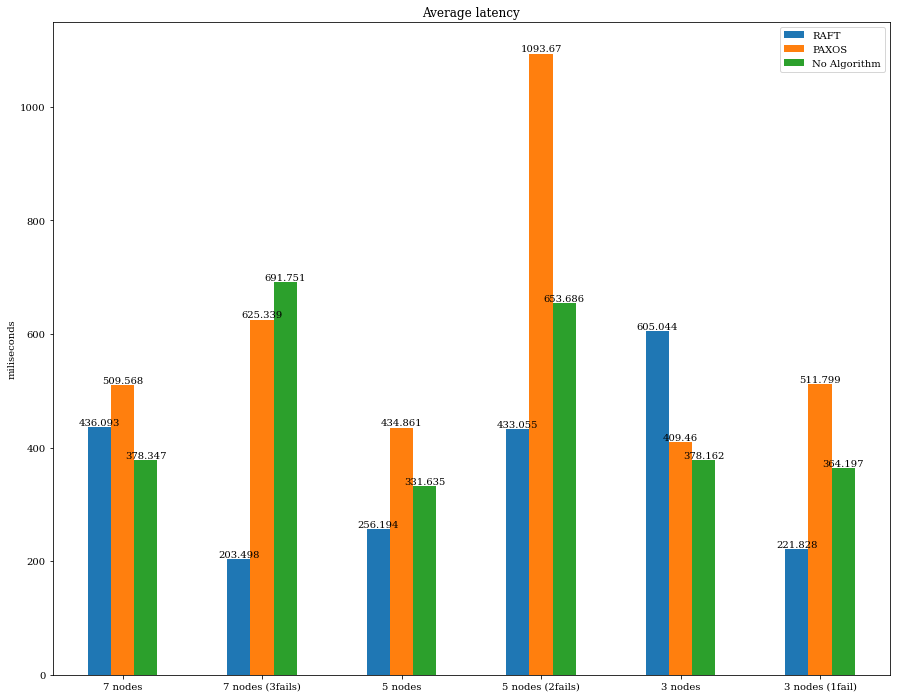 Average latency
RAFT
PAXOS
No Algorithm
miliseconds
1000
800
600
400
200
0
436.093
509.568
378.347
203.498
625.339
691.751
256.194
434.861
331.635
433.055
1093.67
653.686
605.044
409.46
378.162
221.828
511.799
364.197
7 nodes
7 nodes (3fails)
5 nodes
5 nodes (2fails)
3 nodes
3 nodes (1fail)